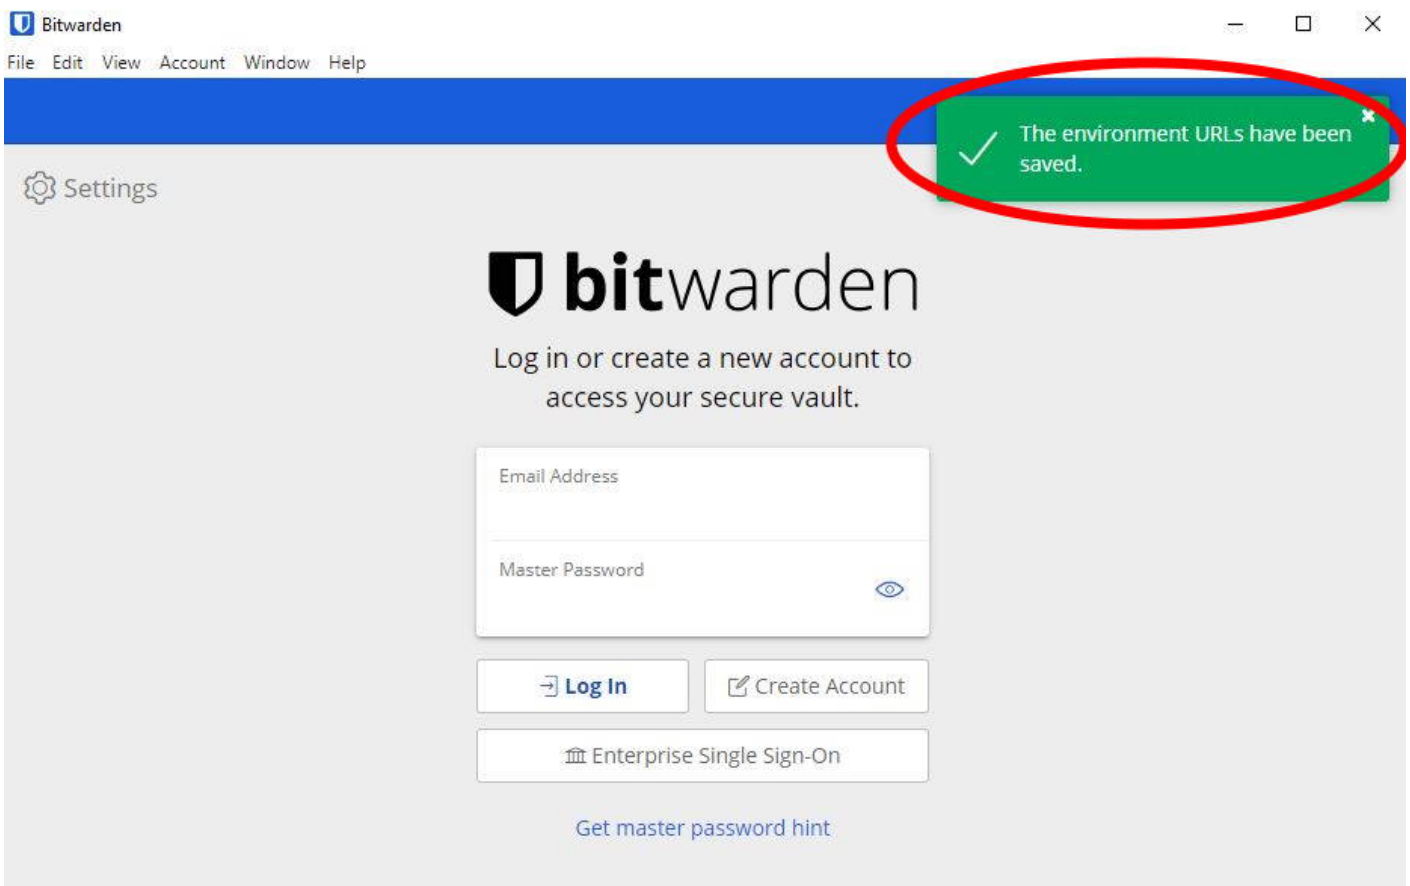 Bitwarden
File Edit View Account Window Help
The environment URLs have been
saved.
Settings
bitwarden
Log in or create a new account to
access your secure vault.
Email Address
Master Password
Log In
Create Account
Enterprise Single Sign-On
Get master password hint